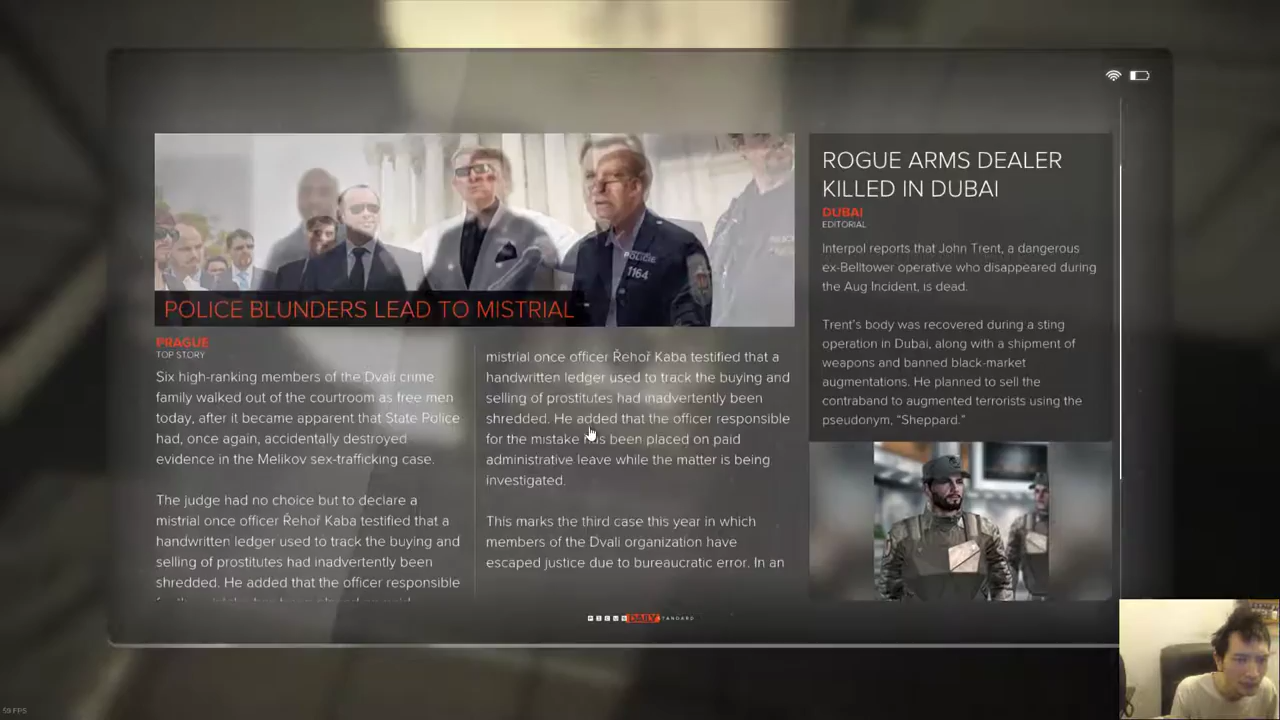 POLICE BLUNDERS LEAD TO MISTRIAL
PRAGUE
TOP STORY
Six high-ranking members of the Dvali crime
family walked out of the courtroom as free men
today, after it became apparent that State Police
had, once again, accidentally destroyed
evidence in the Melikov sex-trafficking case.
The judge had no choice but to declare a
mistrial once officer Řehoř Kaba testified that a
handwritten ledger used to track the buying and
selling of prostitutes had inadvertently been
shredded. He added that the officer responsible
mistrial once officer Řehoř Kaba testified that a
handwritten ledger used to track the buying and
selling of prostitutes had inadvertently been
shredded. He added that the officer responsible
for the mistake has been placed on paid
administrative leave while the matter is being
investigated.
This marks the third case this year in which
members of the Dvali organization have
escaped justice due to bureaucratic error. In an
ROGUE ARMS DEALER
KILLED IN DUBAI
DUBAI
EDITORIAL
Interpol reports that John Trent, a dangerous
ex-Belltower operative who disappeared during
the Aug Incident, is dead.
Trent's body was recovered during a sting
operation in Dubai, along with a shipment of
weapons and banned black-market
augmentations. He planned to sell the
contraband to augmented terrorists using the
pseudonym, “Sheppard.”
POLICIE
1164
DAILY
59 FPS